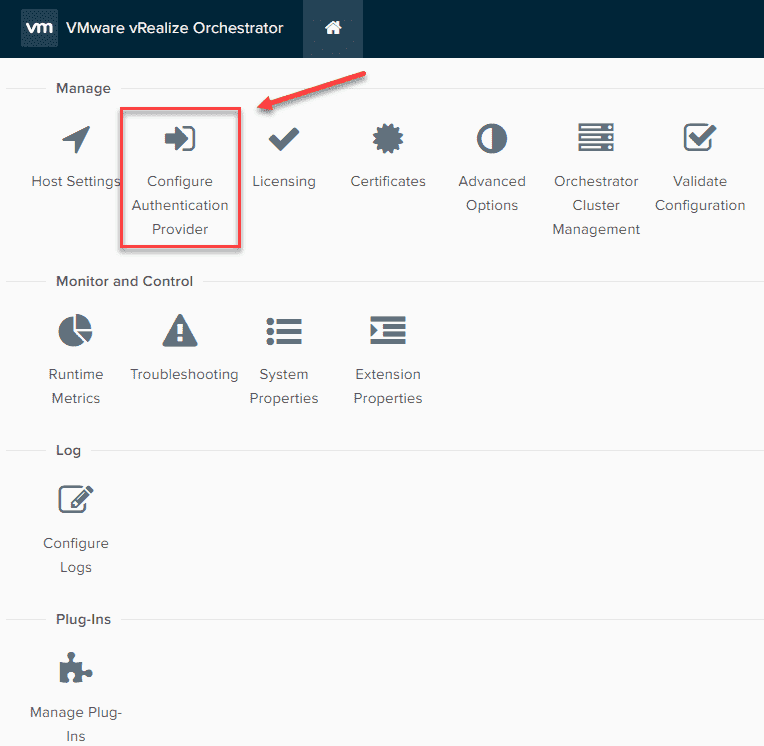 vm VMware vRealize Orchestrator
Manage
Host Settings
Configure
Authentication
Provider
Licensing
Certificates
Advanced
Options
Orchestrator
Cluster
Management
Validate
Configuration
Monitor and Control
Runtime
Metrics
Troubleshooting
System
Properties
Extension
Properties
Log
Configure
Logs
Plug-Ins
Manage Plug-
Ins